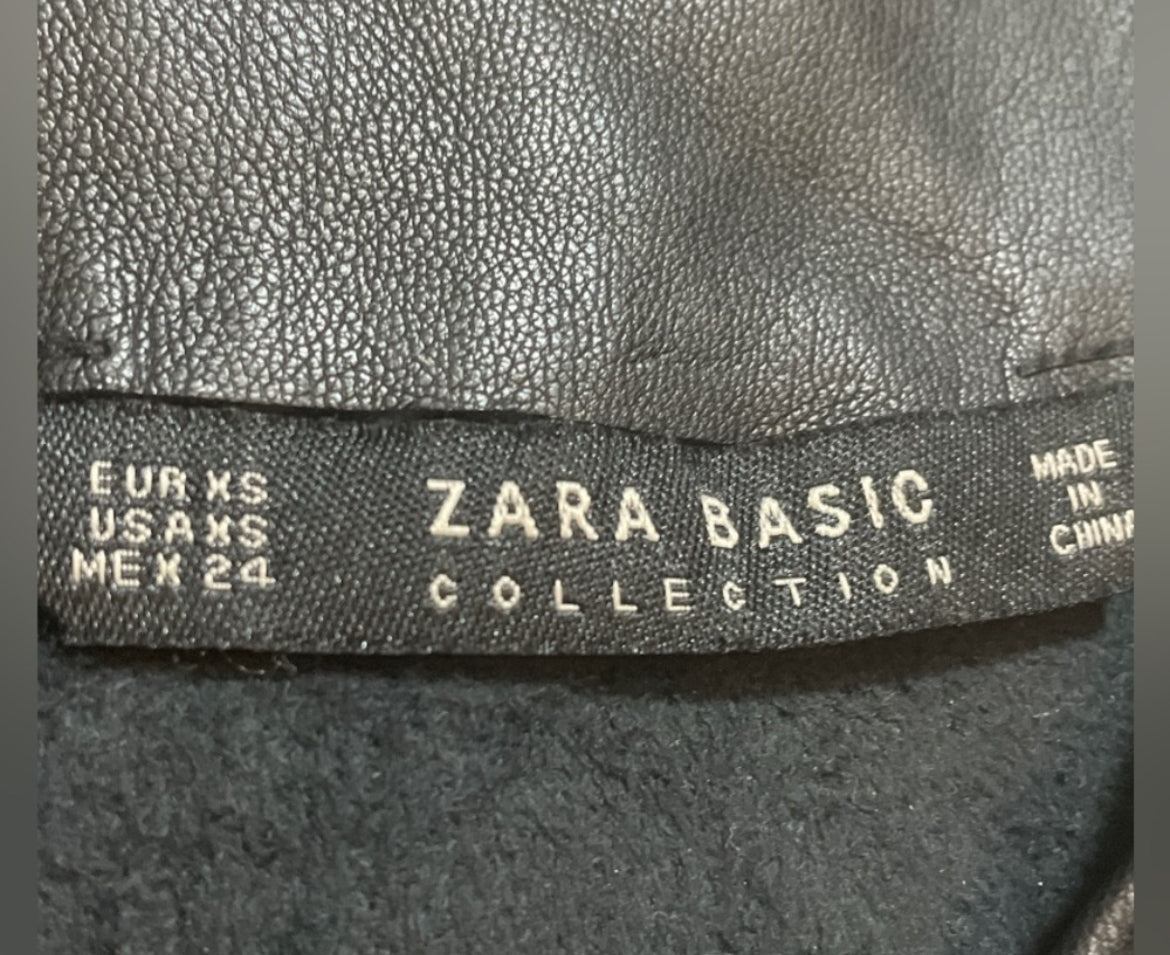 EUR XS
USA XS
MEX 24
ZARA BASIC
COLLECTION
MADE
IN
CHINA